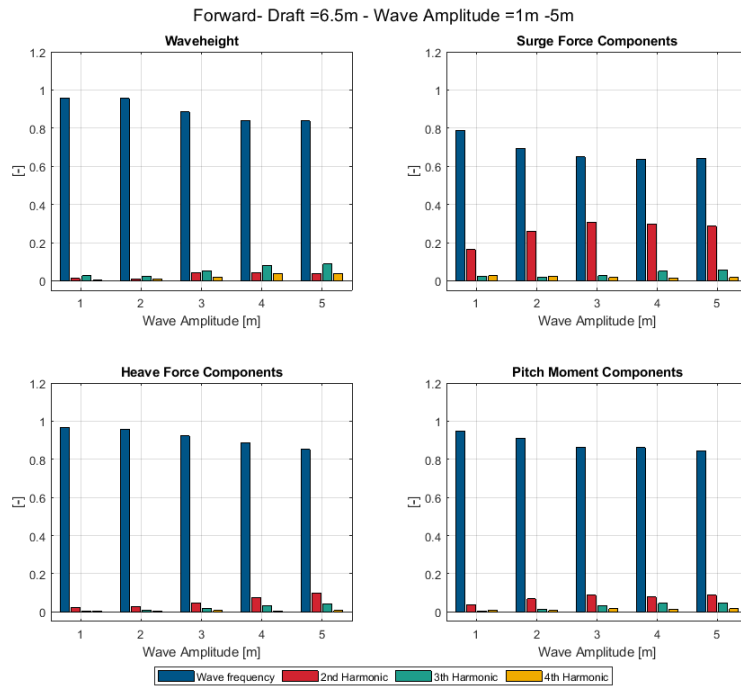 Forward- Draft =6.5m - Wave Amplitude =1m -5m
Waveheight
1.2
1
0.8
0.6
0.4
0.2
0
[-]
1 2 3 4 5
Wave Amplitude [m]
Surge Force Components
1.2
1
0.8
0.6
0.4
0.2
0
[-]
1 2 3 4 5
Wave Amplitude [m]
Heave Force Components
1.2
1
0.8
0.6
0.4
0.2
0
[-]
1 2 3 4 5
Wave Amplitude [m]
Pitch Moment Components
1.2
1
0.8
0.6
0.4
0.2
0
[-]
1 2 3 4 5
Wave Amplitude [m]
Wave frequency 2nd Harmonic 3th Harmonic 4th Harmonic